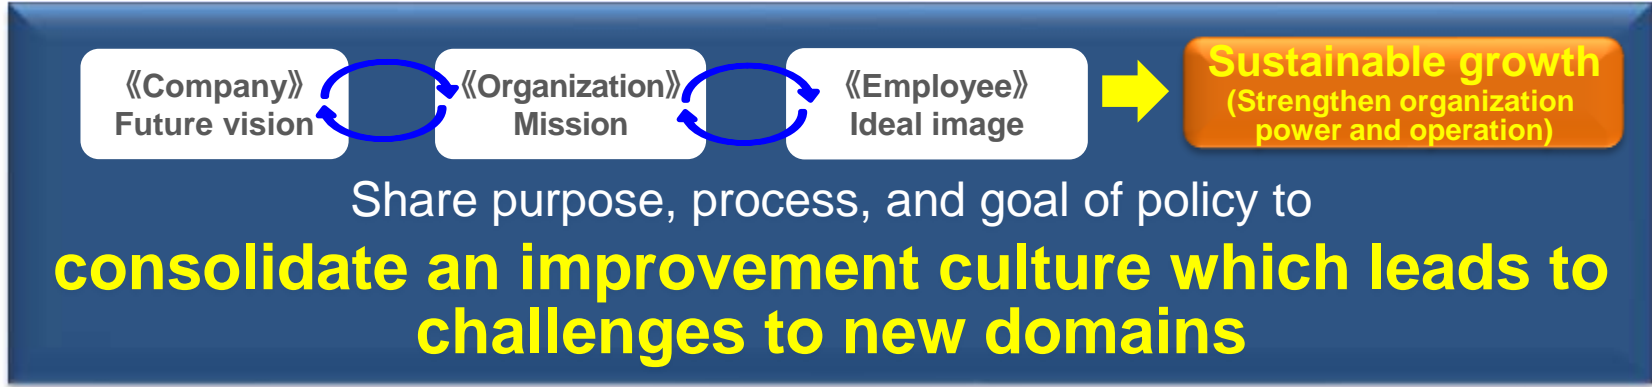 《Company》
Future vision
《Organization》
Mission
《Employee》
Ideal image
Sustainable growth
(Strengthen organization
power and operation)
Share purpose, process, and goal of policy to
consolidate an improvement culture which leads to
challenges to new domains